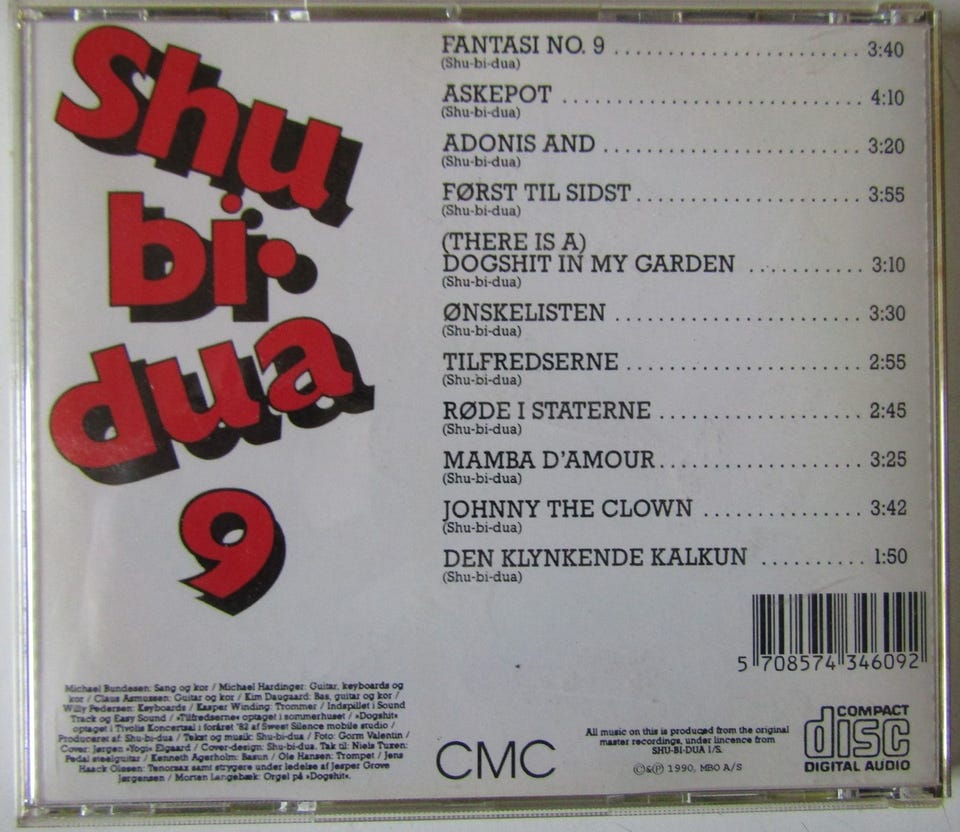 Shu
bi·
dua
9
FANTASI NO. 9 .......................... 3:40
(Shu-bi-dua)
ASKEPOT ............................... 4:10
(Shu-bi-dua)
ADONIS AND ........................... 3:20
(Shu-bi-dua)
FØRST TIL SIDST ....................... 3:55
(Shu-bi-dua)
(THERE IS A)
DOGSHIT IN MY GARDEN ........... 3:10
(Shu-bi-dua)
ØNSKELISTEN ......................... 3:30
(Shu-bi-dua)
TILFREDSERNE ........................ 2:55
(Shu-bi-dua)
RØDE I STATERNE ..................... 2:45
(Shu-bi-dua)
MAMBA D'AMOUR .................... 3:25
(Shu-bi-dua)
JOHNNY THE CLOWN ................ 3:42
(Shu-bi-dua)
DEN KLYNKENDE KALKUN .......... 1:50
(Shu-bi-dua)
5 708574 346092
Michael Bundesen: Sang og kor / Michael Hardinger: Guitar, keyboards og
kor / Claus Asmussen: Guitar og kor / Kim Daugaard: Bas, guitar og kor /
Willy Pedersen: Keyboards / Kasper Winding: Trommer / Indspillet i Sound
Track og Easy Sound / »Tilfredserne« optaget i sommerhuset / »Dogshit«
optaget i Tivolis Koncertsal i foråret '82 af Sweet Silence mobile studio /
Produceret af: Shu-bi-dua / Tekst og musik: Shu-bi-dua / Foto: Gorm Valentin /
Cover: Jørgen »Yogi« Elgaard / Cover-design: Shu-bi-dua. Tak til: Niels Tuxen:
Pedal steelguitar / Kenneth Agerholm: Basun / Ole Hansen: Trompet / Jens
Haack Olesen: Tenorsax samt strygere under ledelse af Jesper Grove
Jørgensen / Morten Langebæk: Orgel på »Dogshit«.
CMC
All music on this is produced from the original
master recordings, under lincence from
SHU-BI-DUA I/S.
©&℗ 1990, MBO A/S
COMPACT
disc
DIGITAL AUDIO